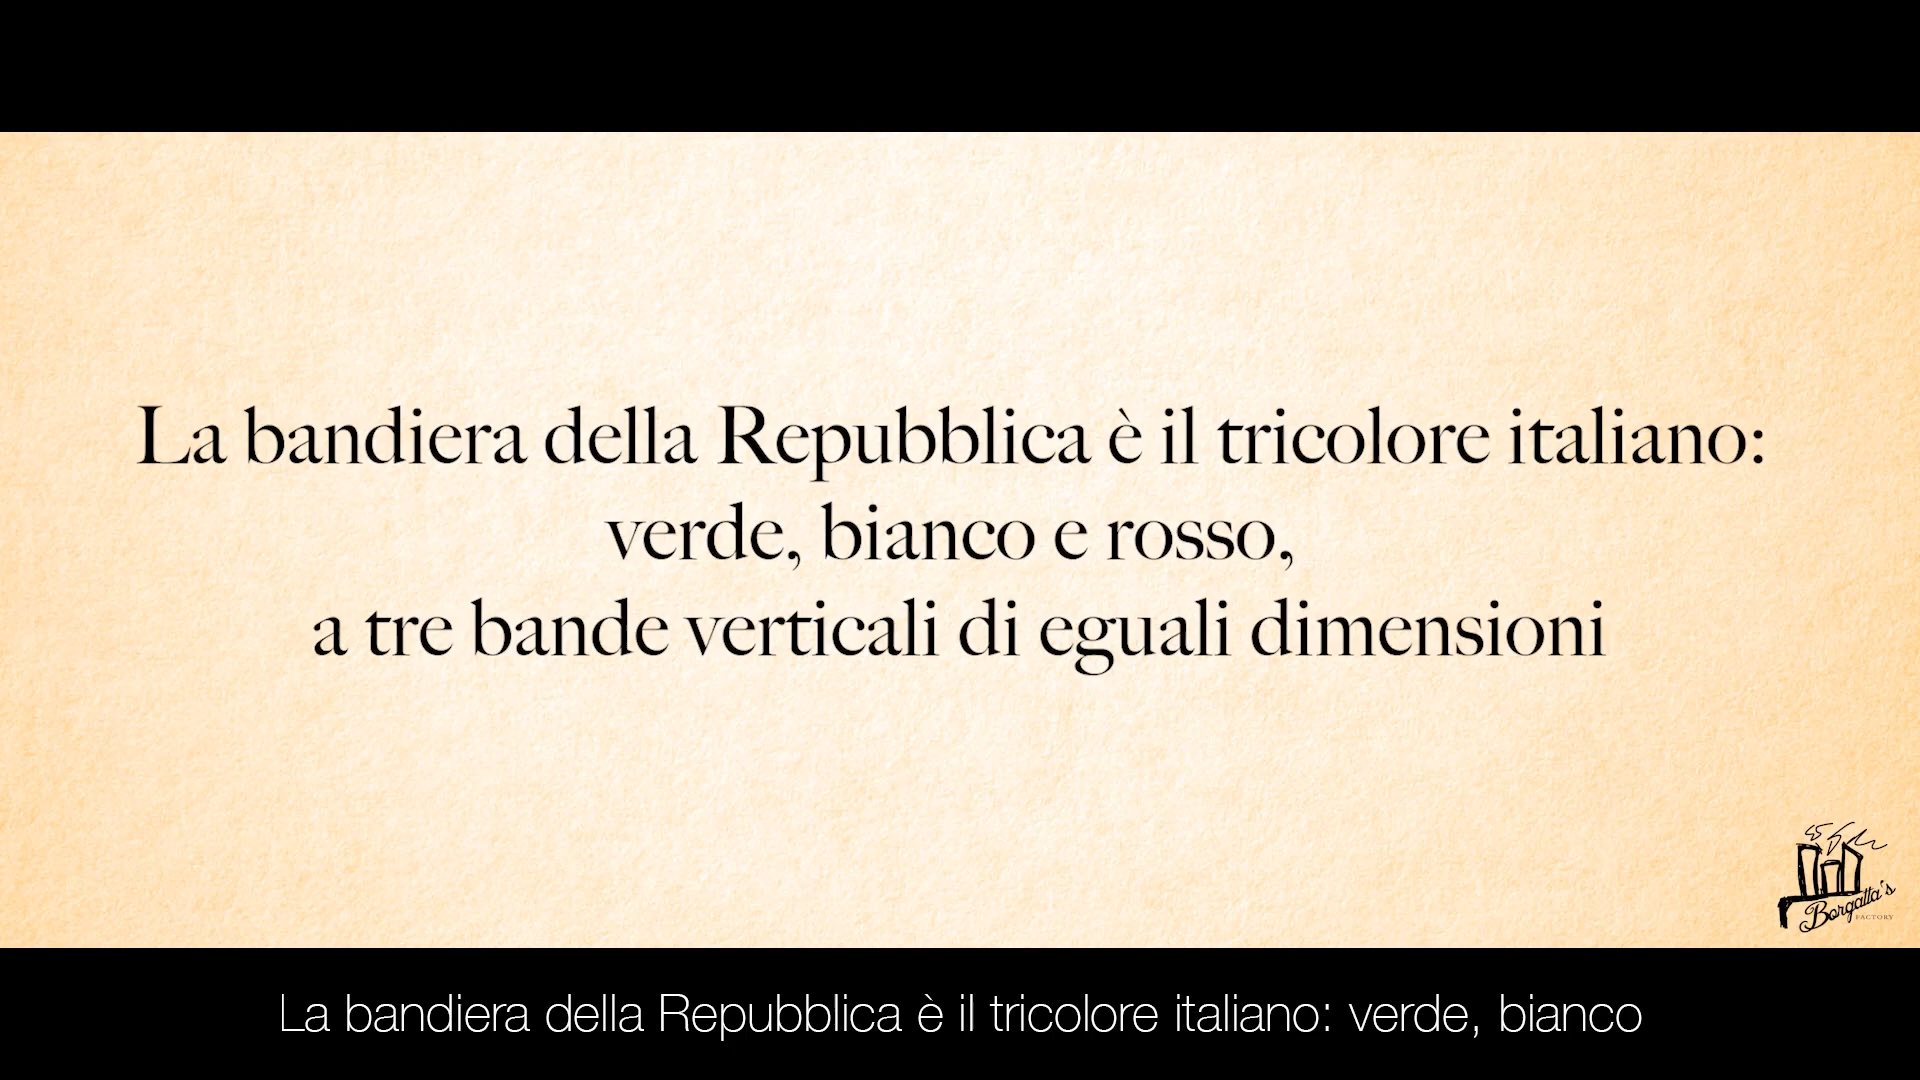 La bandiera della Repubblica è il tricolore italiano:
verde, bianco e rosso,
a tre bande verticali di eguali dimensioni
Borgatta's
FACTORY
La bandiera della Repubblica è il tricolore italiano: verde, bianco